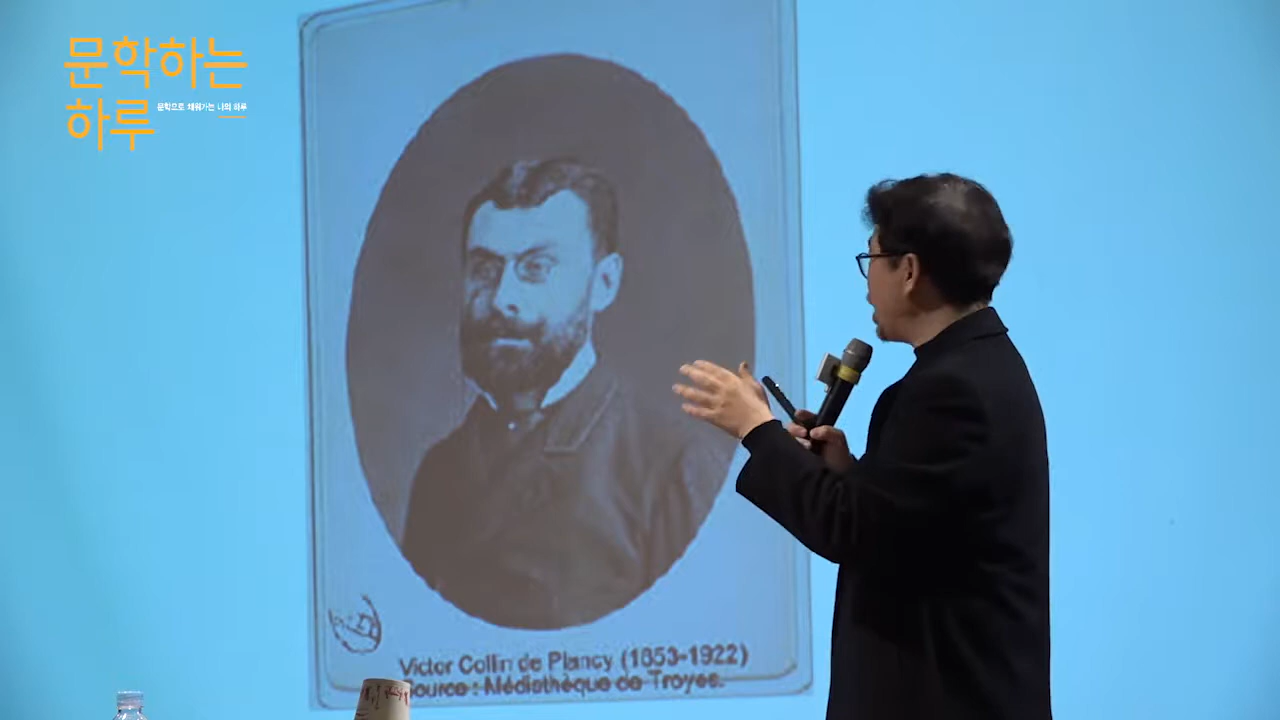 문학하는
하루 문학으로 채워가는 나의 하루
Victor Collin de Plancy (1853-1922)
Source : Médiathèque de Troyes.